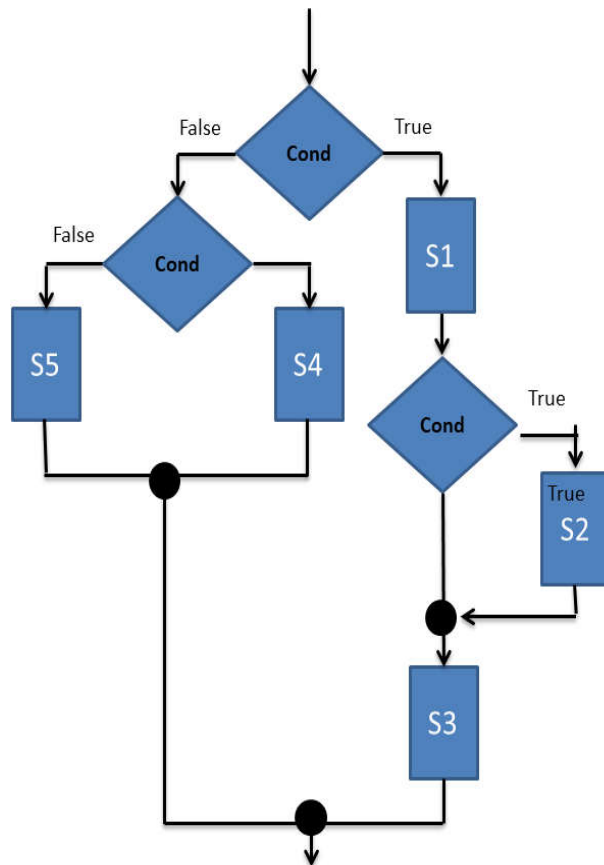 False
True
Cond
False
Cond
S1
S5
S4
Cond
True
True
S2
S3